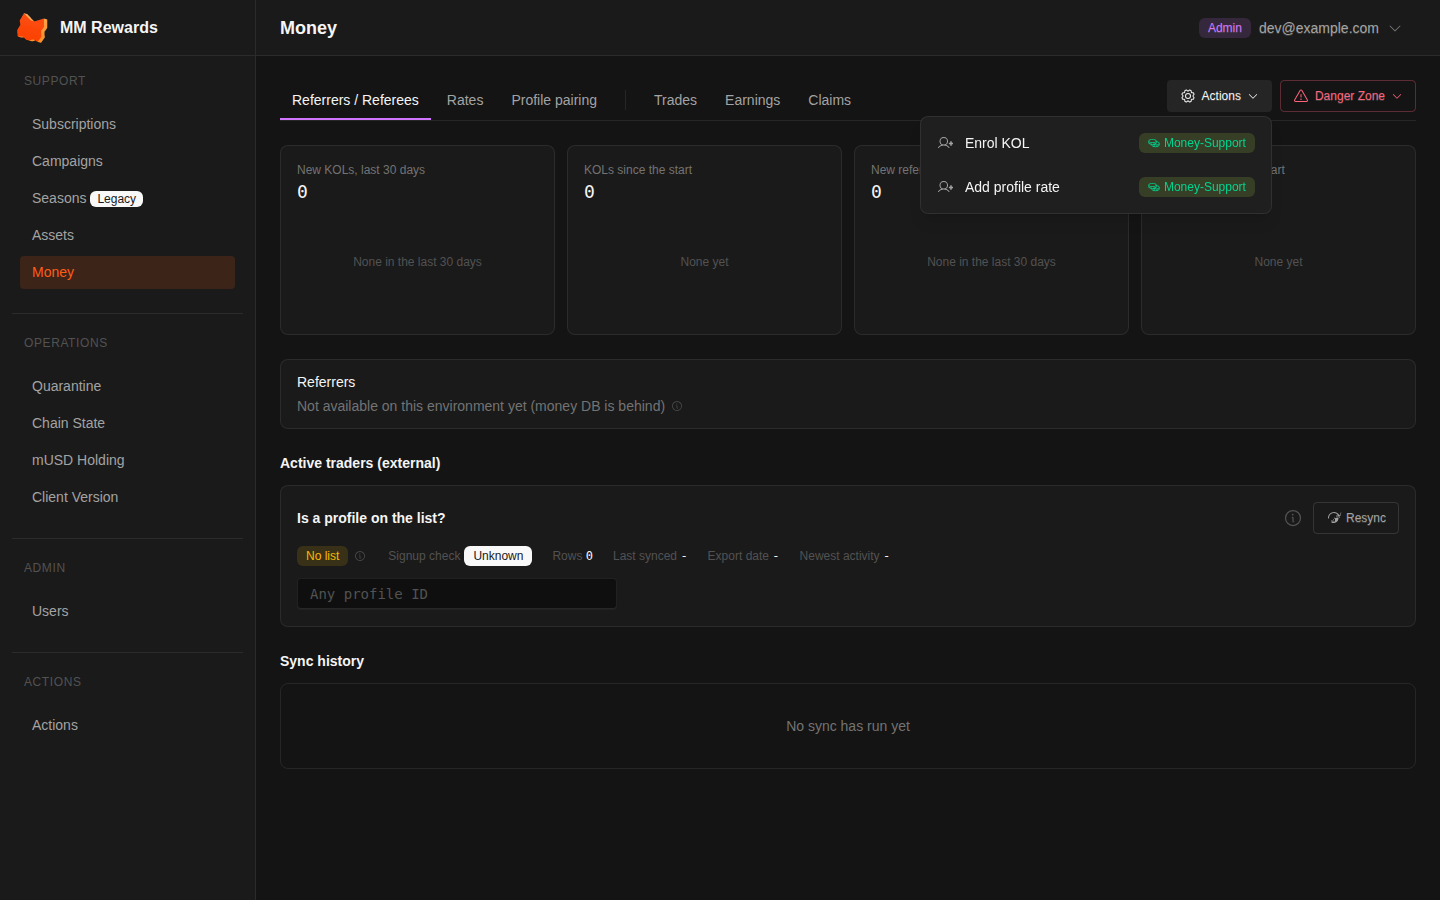 MM Rewards
Money
Admin
dev@example.com
SUPPORT
Subscriptions
Campaigns
Seasons Legacy
Assets
Money
OPERATIONS
Quarantine
Chain State
mUSD Holding
Client Version
ADMIN
Users
ACTIONS
Actions
Referrers / Referees
Rates
Profile pairing
Trades
Earnings
Claims
Actions
Danger Zone
Enrol KOL
Money-Support
Add profile rate
Money-Support
New KOLs, last 30 days
0
None in the last 30 days
KOLs since the start
0
None yet
New
0
None in the last 30 days
None yet
Referrers
Not available on this environment yet (money DB is behind)
Active traders (external)
Is a profile on the list?
Resync
No list
Signup check Unknown
Rows 0
Last synced -
Export date -
Newest activity -
Any profile ID
Sync history
No sync has run yet